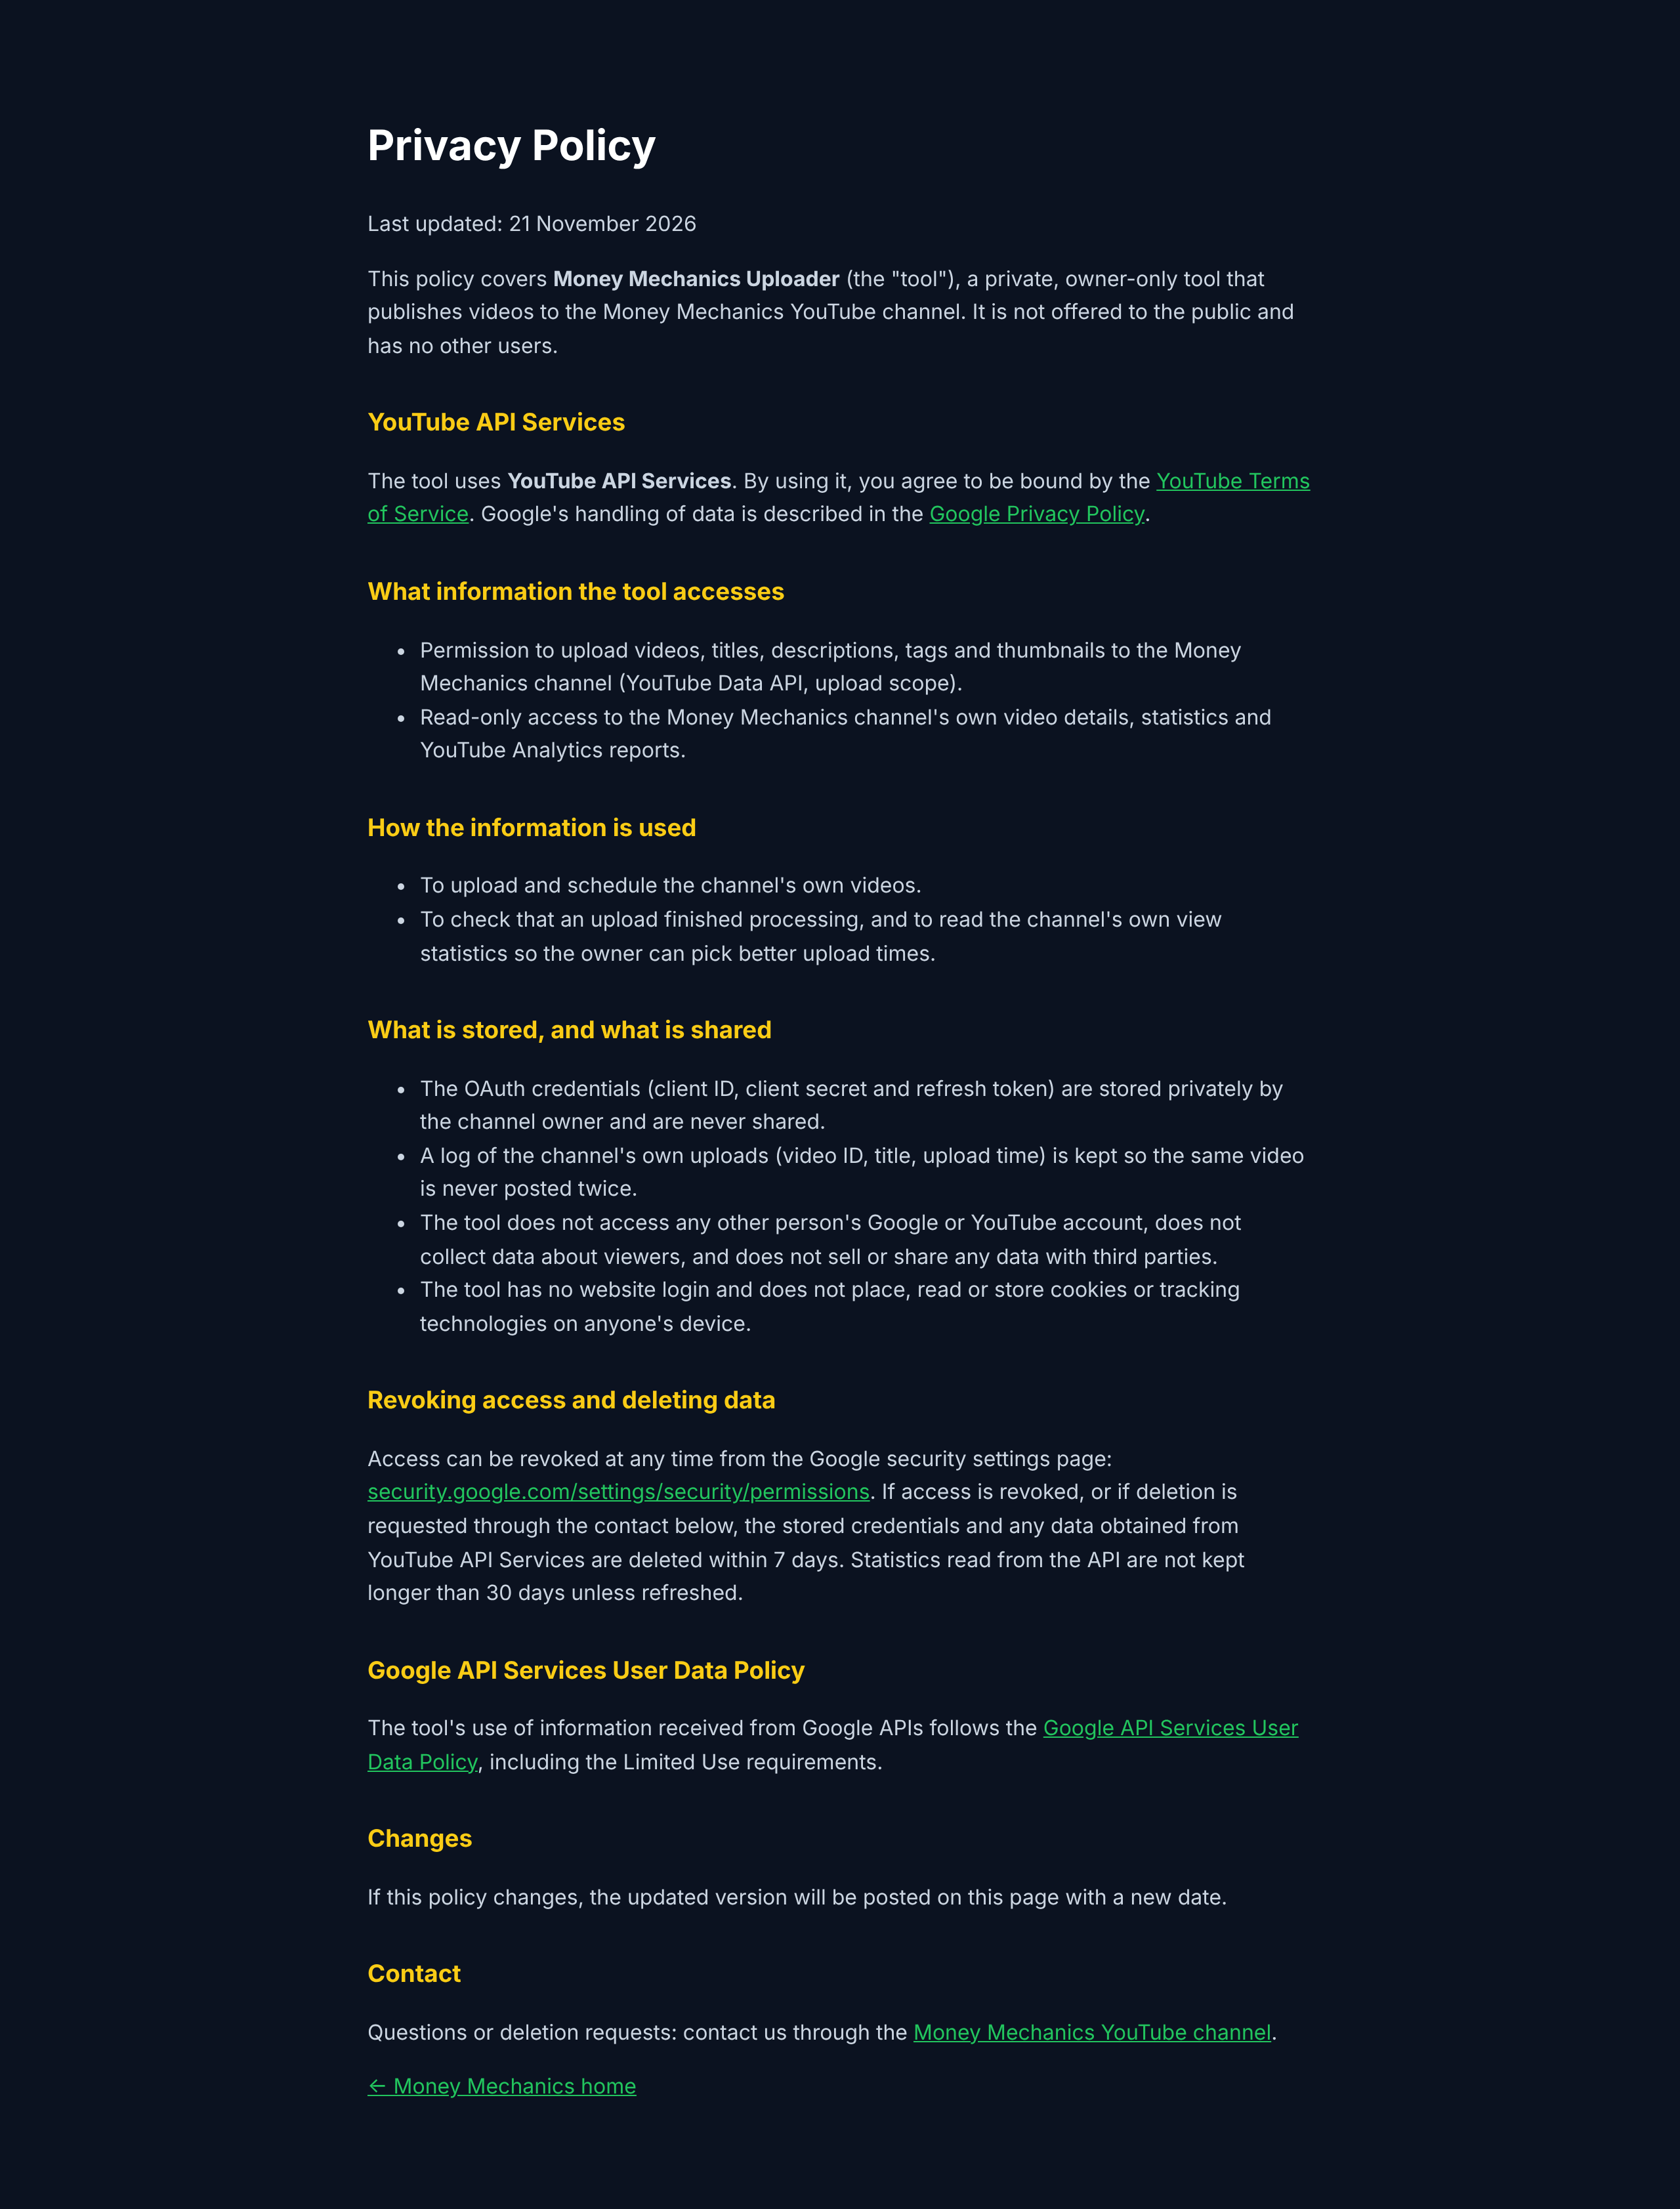 Privacy Policy
Last updated: 21 November 2026
This policy covers Money Mechanics Uploader (the "tool"), a private, owner-only tool that
publishes videos to the Money Mechanics YouTube channel. It is not offered to the public and
has no other users.
YouTube API Services
The tool uses YouTube API Services. By using it, you agree to be bound by the YouTube Terms
of Service. Google's handling of data is described in the Google Privacy Policy.
What information the tool accesses
• Permission to upload videos, titles, descriptions, tags and thumbnails to the Money
Mechanics channel (YouTube Data API, upload scope).
• Read-only access to the Money Mechanics channel's own video details, statistics and
YouTube Analytics reports.
How the information is used
• To upload and schedule the channel's own videos.
• To check that an upload finished processing, and to read the channel's own view
statistics so the owner can pick better upload times.
What is stored, and what is shared
• The OAuth credentials (client ID, client secret and refresh token) are stored privately by
the channel owner and are never shared.
• A log of the channel's own uploads (video ID, title, upload time) is kept so the same video
is never posted twice.
• The tool does not access any other person's Google or YouTube account, does not
collect data about viewers, and does not sell or share any data with third parties.
• The tool has no website login and does not place, read or store cookies or tracking
technologies on anyone's device.
Revoking access and deleting data
Access can be revoked at any time from the Google security settings page:
security.google.com/settings/security/permissions. If access is revoked, or if deletion is
requested through the contact below, the stored credentials and any data obtained from
YouTube API Services are deleted within 7 days. Statistics read from the API are not kept
longer than 30 days unless refreshed.
Google API Services User Data Policy
The tool's use of information received from Google APIs follows the Google API Services User
Data Policy, including the Limited Use requirements.
Changes
If this policy changes, the updated version will be posted on this page with a new date.
Contact
Questions or deletion requests: contact us through the Money Mechanics YouTube channel.
← Money Mechanics home